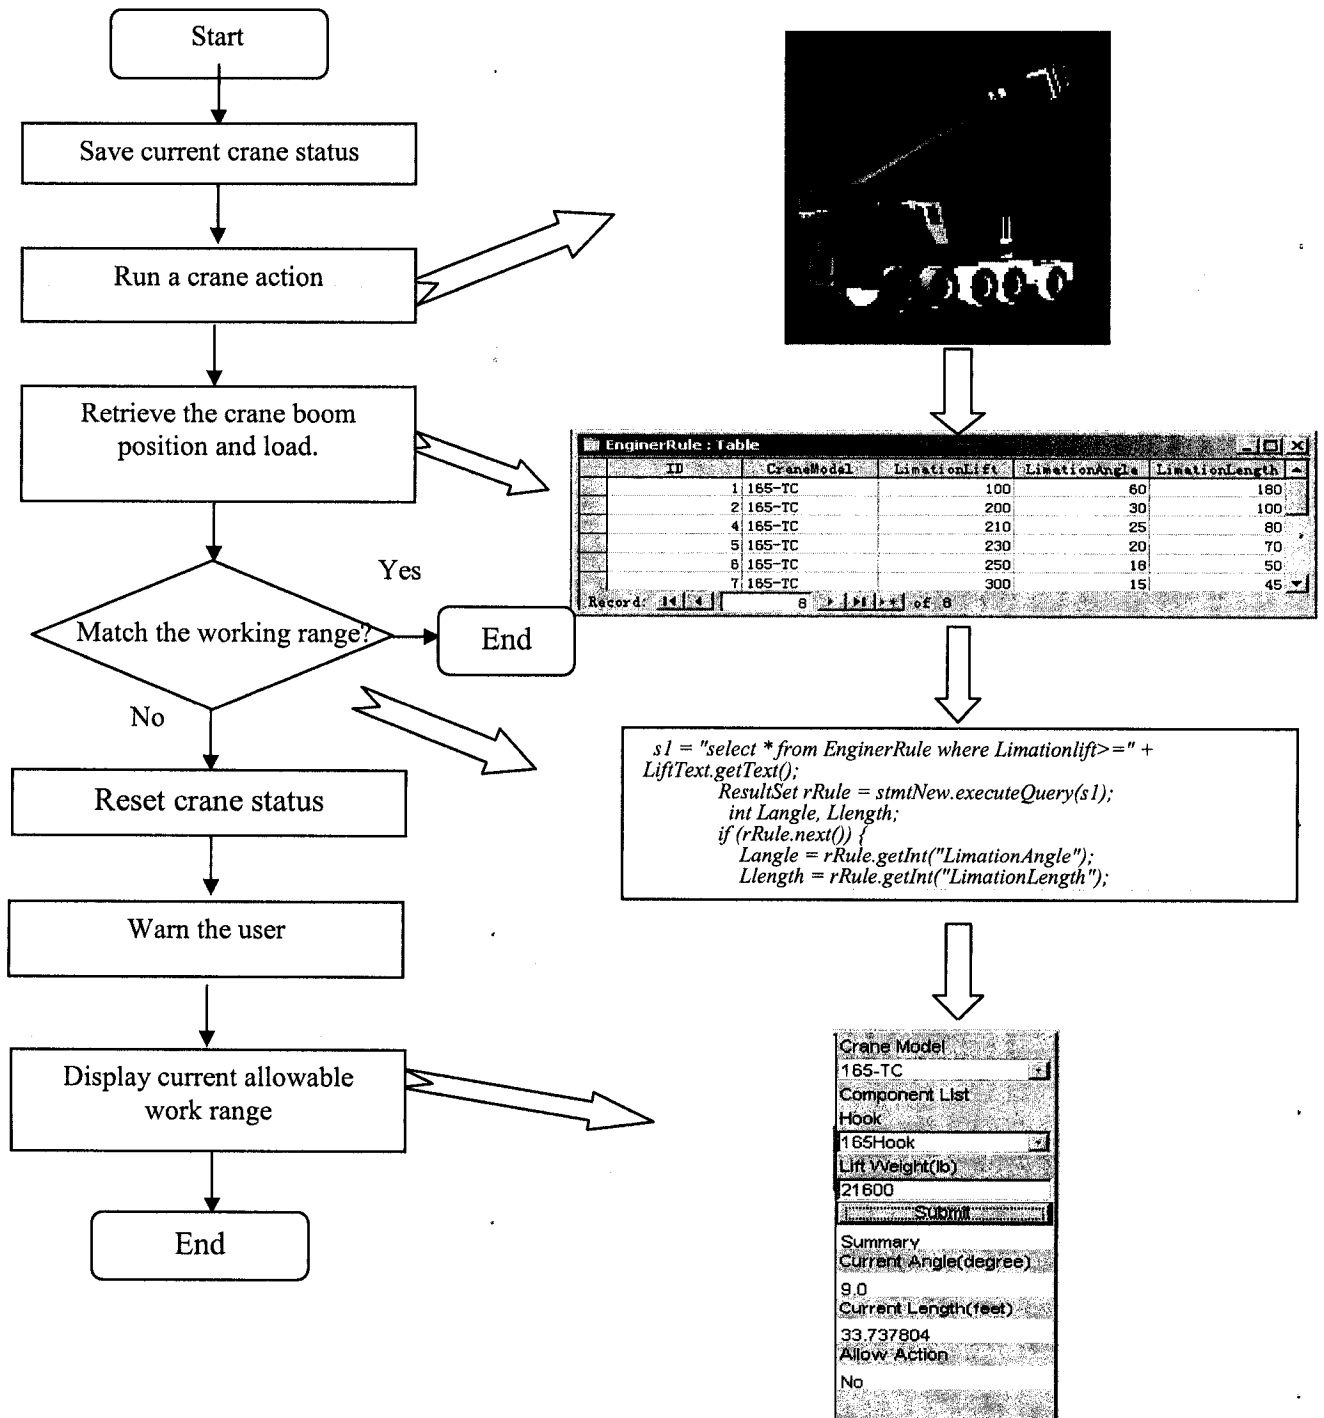 Start
Save current crane status
Run a crane action
Retrieve the crane boom
position and load.
Match the working range?
Yes
End
No
Reset crane status
Warn the user
Display current allowable
work range
End
EnginerRule : Table
ID CraneModel LimationLift LimationAngle LimationLength
1 165-TC 100 60 180
2 165-TC 200 30 100
4 165-TC 210 25 80
5 165-TC 230 20 70
6 165-TC 250 18 50
7 165-TC 300 15 45
Record: 8 of 8
s1 = "select * from EnginerRule where Limationlift>=" +
LiftText.getText();
ResultSet rRule = stmtNew.executeQuery(s1);
int Langle, Llength;
if (rRule.next()) {
Langle = rRule.getInt("LimationAngle");
Llength = rRule.getInt("LimationLength");
Crane Model
165-TC
Component List
Hook
165Hook
Lift Weight(lb)
21600
Submit
Summary
Current Angle(degree)
9.0
Current Length(feet)
33.737804
Allow Action
No